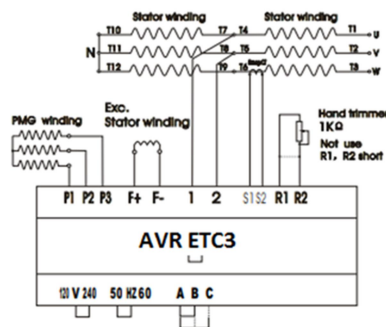 Stator winding Stator winding
T10 T7 T4 T1 U
N T11 T8 T5 T2 V
T12 T9 T6 T3 W
PMG winding
Exc.
Stator winding
Hand trimmer
1KΩ
Not use
R1, R2 short
P1 P2 P3 F+ F- 1 2 S1 S2 R1 R2
AVR ETC3
120 V 240 50 HZ 60 A B C